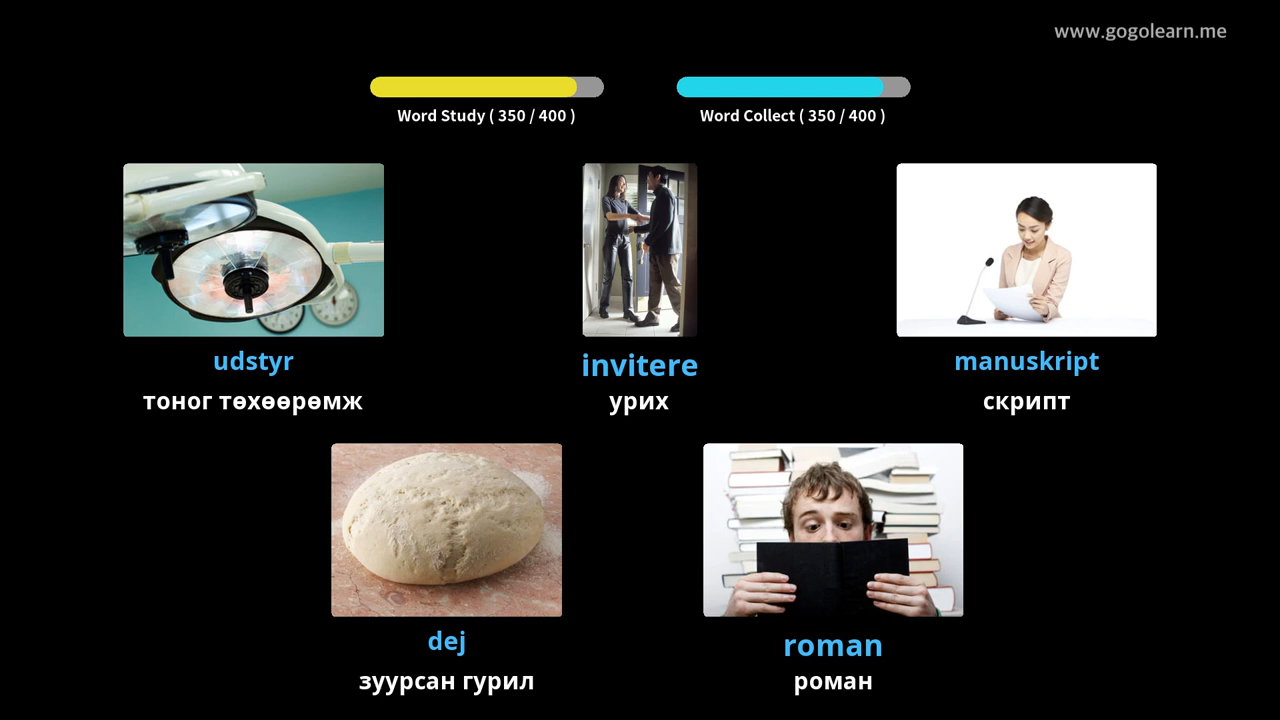 www.gogolearn.me
Word Study ( 350 / 400 )
Word Collect ( 350 / 400 )
udstyr
тоног төхөөрөмж
invitere
урих
manuskript
скрипт
dej
зуурсан гурил
roman
роман